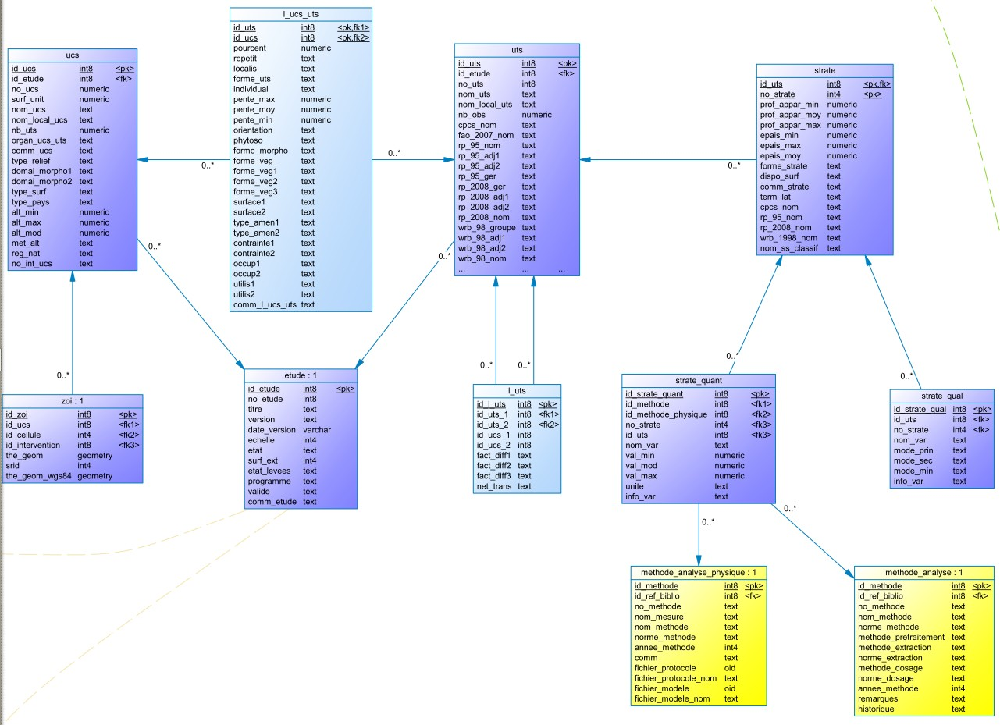 l_ucs_uts
id_uts int8 <pk,fk1>
id_ucs int8 <pk,fk2>
pourcent numeric
repetit text
localis text
forme_uts text
individual text
pente_max numeric
pente_moy numeric
pente_min numeric
orientation text
phytoso text
forme_morpho text
forme_veg text
forme_veg1 text
forme_veg2 text
forme_veg3 text
surface1 text
surface2 text
type_amen1 text
type_amen2 text
contrainte1 text
contrainte2 text
occup1 text
occup2 text
utilis1 text
utilis2 text
comm_l_ucs_uts text
ucs
id_ucs int8 <pk>
id_etude int8 <fk>
no_ucs numeric
surf_unit numeric
nom_ucs text
nom_local_ucs text
nb_uts numeric
organ_ucs_uts text
comm_ucs text
type_relief text
domai_morpho1 text
domai_morpho2 text
type_surf text
type_pays text
alt_min numeric
alt_max numeric
alt_mod numeric
met_alt text
reg_nat text
no_int_ucs text
uts
id_uts int8 <pk>
id_etude int8 <fk>
no_uts int8
nom_uts text
nom_local_uts text
nb_obs numeric
cpcs_nom text
fao_2007_nom text
rp_95_nom text
rp_95_adj1 text
rp_95_adj2 text
rp_95_ger text
rp_2008_ger text
rp_2008_adj1 text
rp_2008_adj2 text
rp_2008_nom text
wrb_98_groupe text
wrb_98_adj1 text
wrb_98_adj2 text
wrb_98_nom text
... ... ...
strate
id_uts int8 <pk,fk>
no_strate int4 <pk>
prof_appar_min numeric
prof_appar_moy numeric
prof_appar_max numeric
epais_min numeric
epais_max numeric
epais_moy numeric
forme_strate text
dispo_surf text
comm_strate text
term_lat text
cpcs_nom text
rp_95_nom text
rp_2008_nom text
wrb_1998_nom text
nom_ss_classif text
0..*
0..*
0..*
0..*
0..*
0..*
0..*
0..*
0..*
0..*
zoi : 1
id_zoi int8 <pk>
id_ucs int8 <fk1>
id_cellule int4 <fk2>
id_intervention int8 <fk3>
the_geom geometry
srid int4
the_geom_wgs84 geometry
etude : 1
id_etude int8 <pk>
no_etude int8
titre text
version text
date_version varchar
echelle int4
etat text
surf_ext int4
etat_levees text
programme text
valide text
comm_etude text
l_uts
id_l_uts int8 <pk>
id_uts_1 int8 <fk1>
id_uts_2 int8 <fk2>
id_ucs_1 int8
id_ucs_2 int8
fact_diff1 text
fact_diff2 text
fact_diff3 text
net_trans text
strate_quant
id_strate_quant int8 <pk>
id_methode int8 <fk1>
id_methode_physique int8 <fk2>
no_strate int4 <fk3>
id_uts int8 <fk3>
nom_var text
val_min numeric
val_mod numeric
val_max numeric
unite text
info_var text
strate_qual
id_strate_qual int8 <pk>
id_uts int8 <fk>
no_strate int4 <fk>
nom_var text
mode_prin text
mode_sec text
mode_min text
info_var text
0..*
0..*
methode_analyse_physique : 1
id_methode int8 <pk>
id_ref_biblio int8 <fk>
no_methode text
nom_mesure text
nom_methode text
norme_methode text
annee_methode int4
comm text
fichier_protocole oid
fichier_protocole_nom text
fichier_modele oid
fichier_modele_nom text
methode_analyse : 1
id_methode int8 <pk>
id_ref_biblio int8 <fk>
no_methode text
nom_methode text
norme_methode text
methode_pretraitement text
methode_extraction text
norme_extraction text
methode_dosage text
norme_dosage text
annee_methode int4
remarques text
historique text